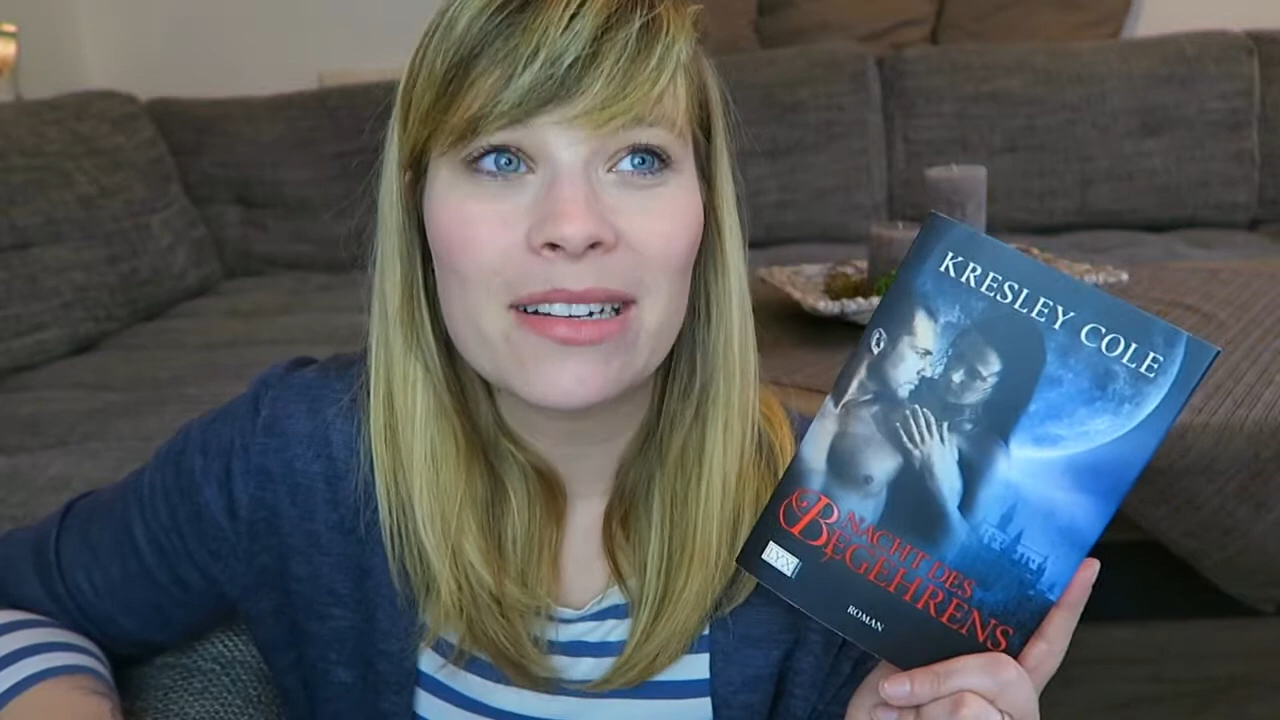 KRESLEY COLE
NACHT DES
BEGEHRENS
LYX
ROMAN